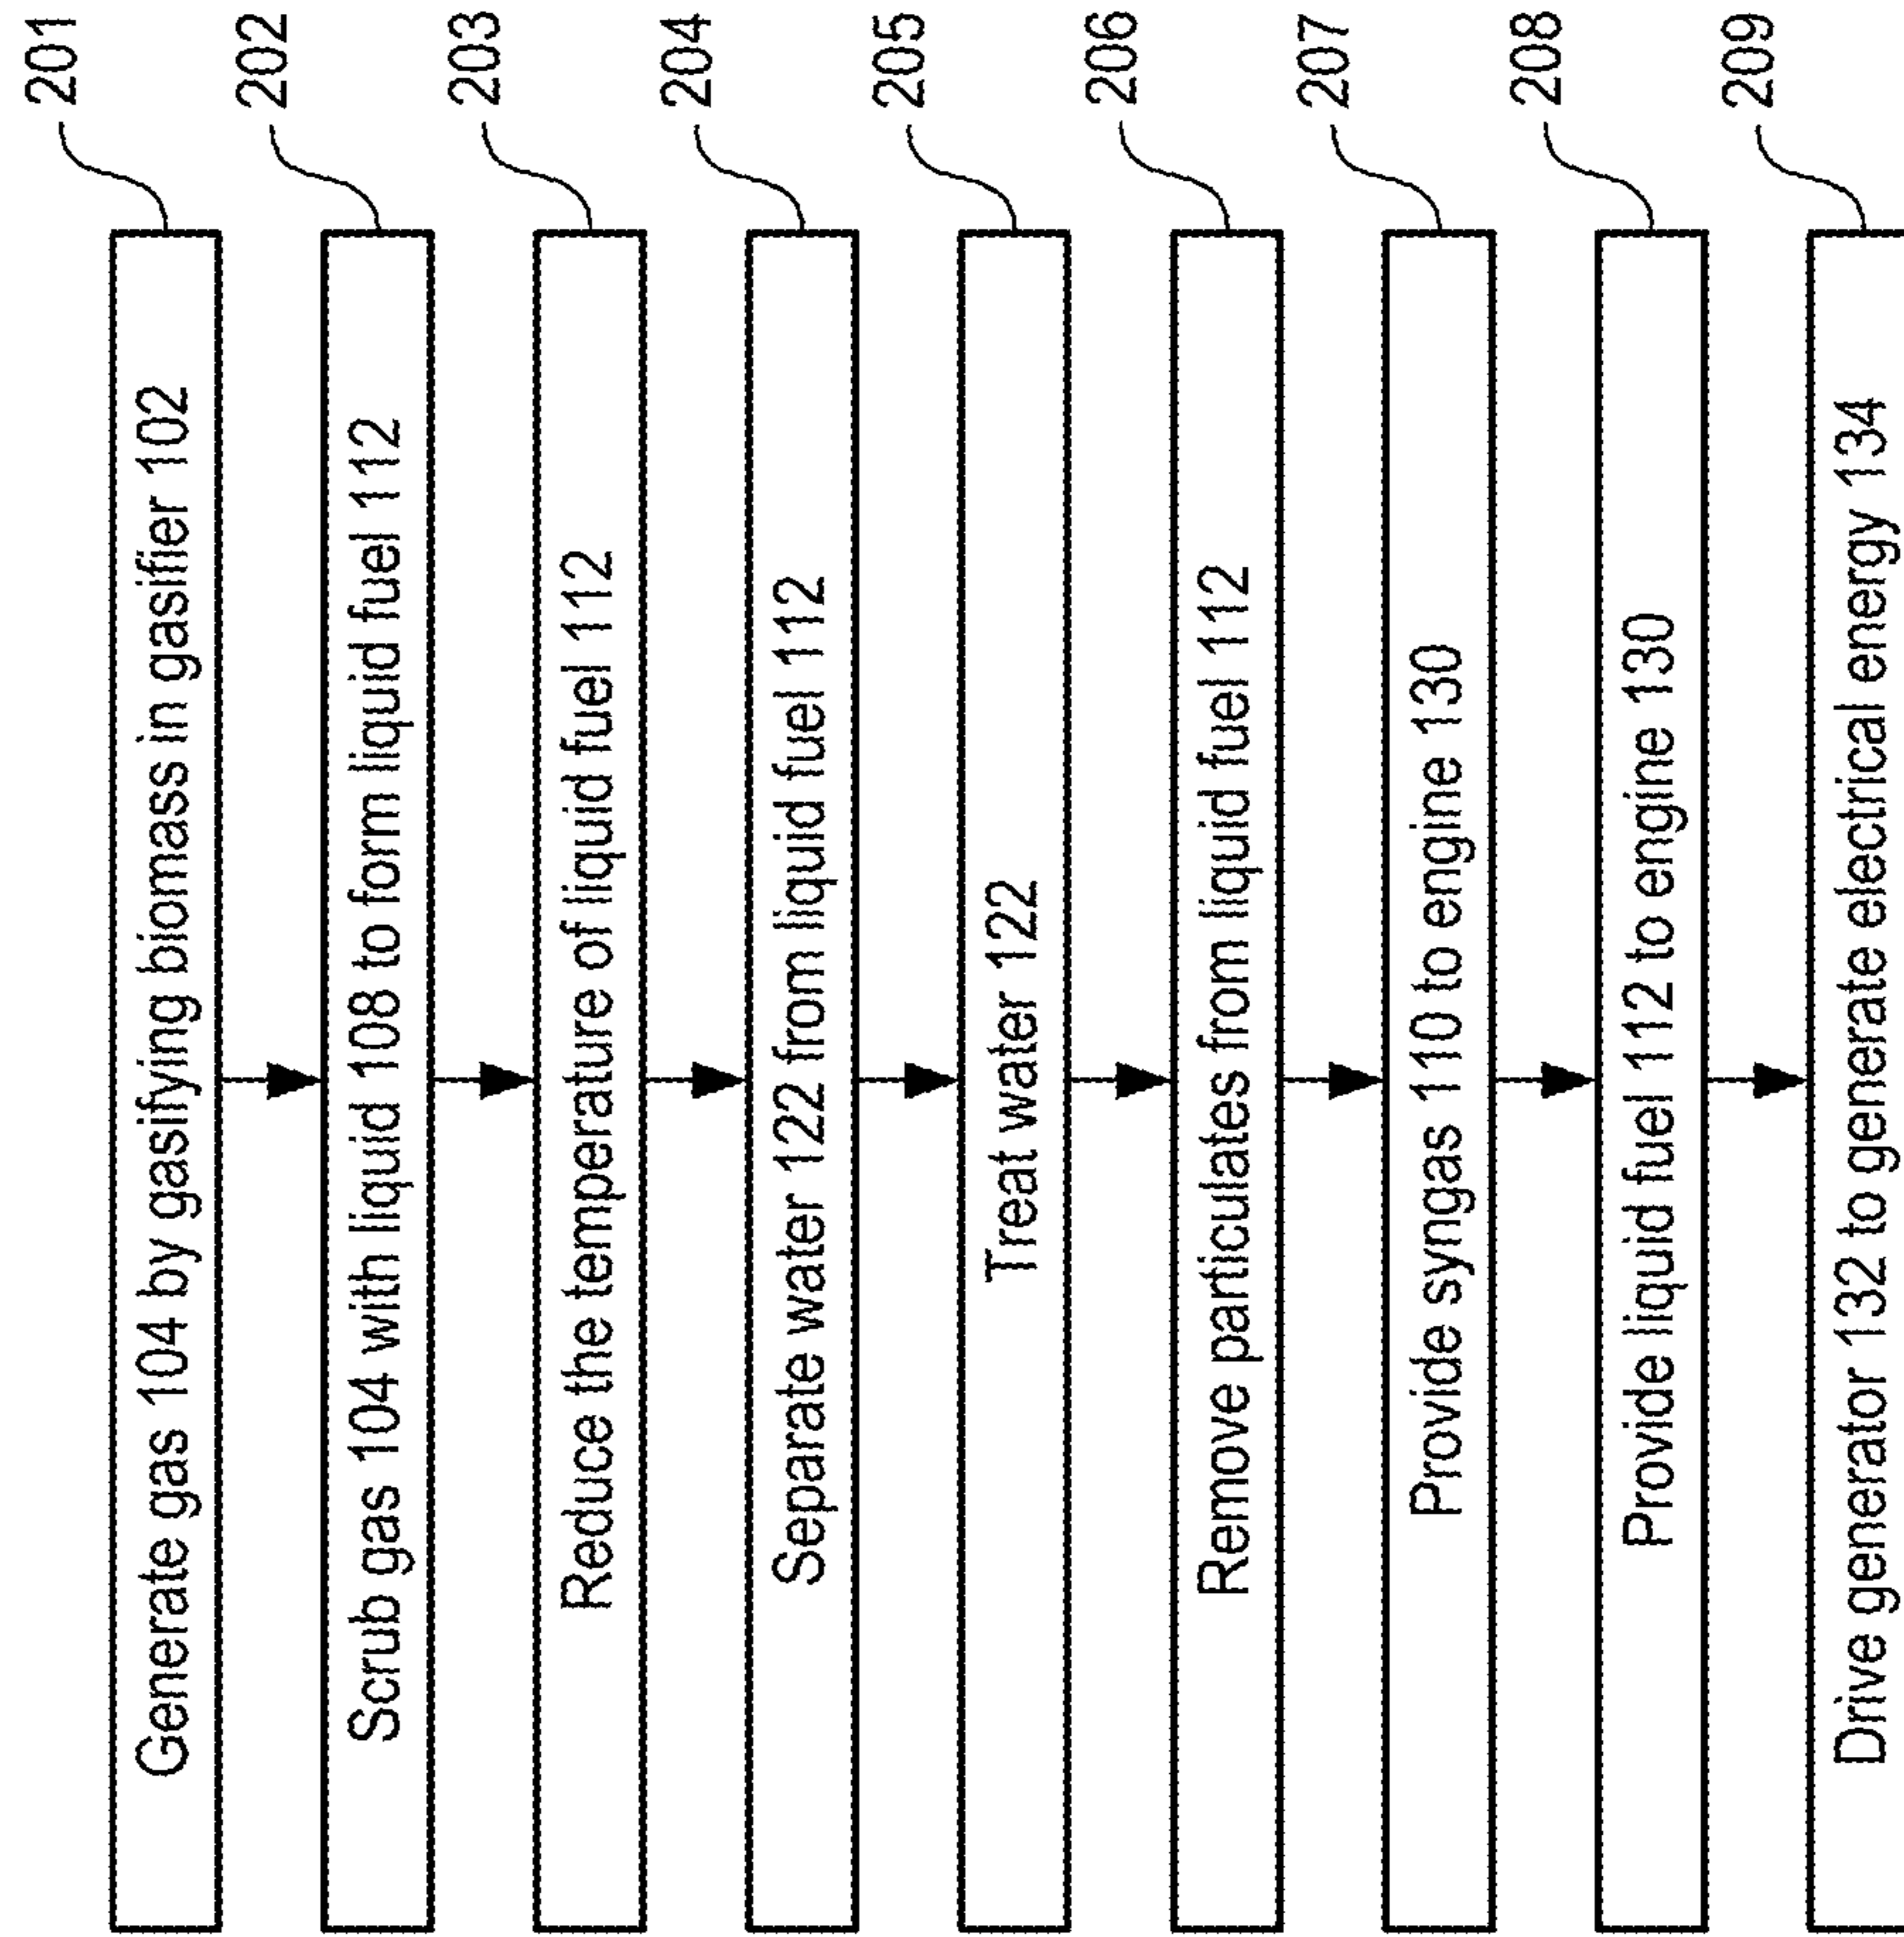 Generate gas 104 by gasifying biomass in gasifier 102
201
Scrub gas 104 with liquid 108 to form liquid fuel 112
202
Reduce the temperature of liquid fuel 112
203
Separate water 122 from liquid fuel 112
204
Treat water 122
205
Remove particulates from liquid fuel 112
206
Provide syngas 110 to engine 130
207
Provide liquid fuel 112 to engine 130
208
Drive generator 132 to generate electrical energy 134
209